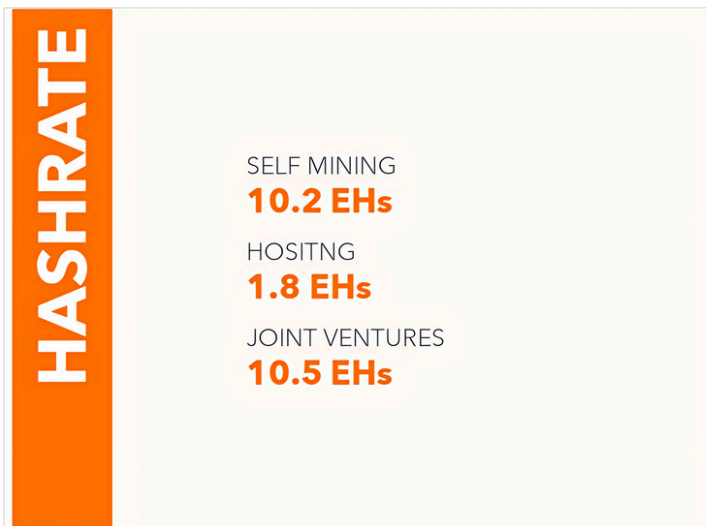 HASHRATE
SELF MINING
10.2 EHs
HOSITNG
1.8 EHs
JOINT VENTURES
10.5 EHs